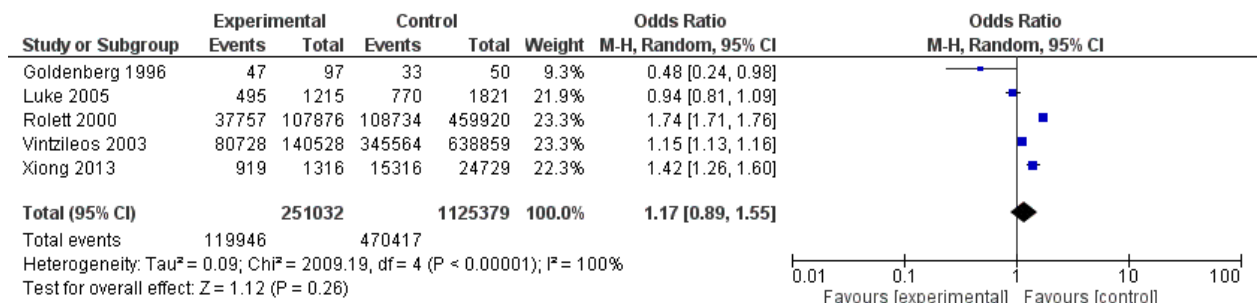 Experimental Control Odds Ratio Odds Ratio
Study or Subgroup Events Total Events Total Weight M-H, Random, 95% CI M-H, Random, 95% CI
Goldenberg 1996 47 97 33 50 9.3% 0.48 [0.24, 0.98]
Luke 2005 495 1215 770 1821 21.9% 0.94 [0.81, 1.09]
Rolett 2000 37757 107876 108734 459920 23.3% 1.74 [1.71, 1.76]
Vintzileos 2003 80728 140528 345564 638859 23.3% 1.15 [1.13, 1.16]
Xiong 2013 919 1316 15316 24729 22.3% 1.42 [1.26, 1.60]
Total (95% CI) 251032 1125379 100.0% 1.17 [0.89, 1.55]
Total events 119946 470417
Heterogeneity: Tau² = 0.09; Chi² = 2009.19, df = 4 (P < 0.00001); I² = 100%
Test for overall effect: Z = 1.12 (P = 0.26)
0.01 0.1 1 10 100
Favours [experimental] Favours [control]